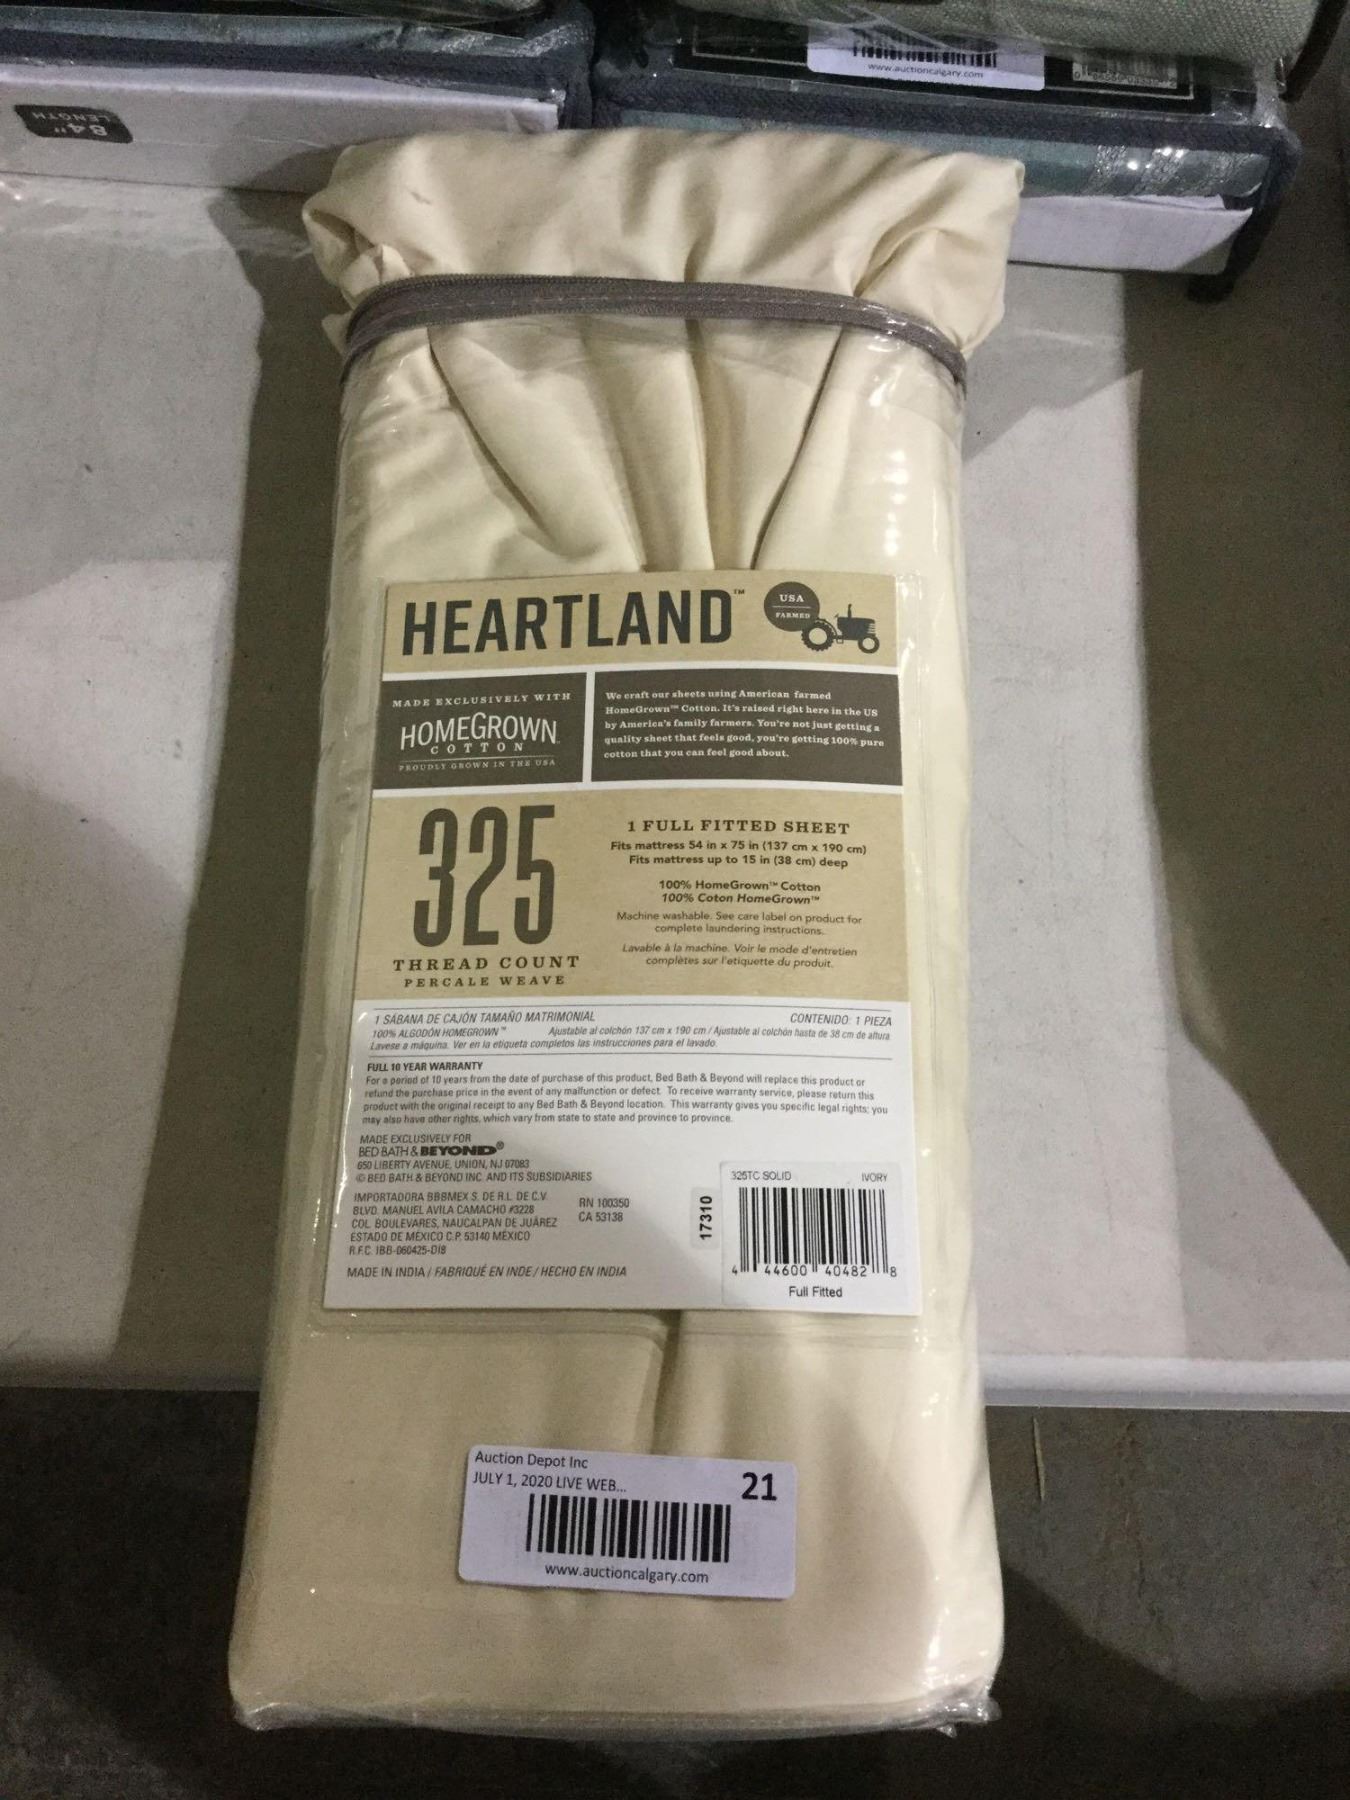 www.auctioncalgary.com
84"
LENGTH
HEARTLAND™
USA
FARMED
MADE EXCLUSIVELY WITH
HOMEGROWN
COTTON
PROUDLY GROWN IN THE USA
We craft our sheets using American farmed
HomeGrown™ Cotton. It's raised right here in the US
by America's family farmers. You're not just getting a
quality sheet that feels good, you're getting 100% pure
cotton that you can feel good about.
325
THREAD COUNT
PERCALE WEAVE
1 FULL FITTED SHEET
Fits mattress 54 in x 75 in (137 cm x 190 cm)
Fits mattress up to 15 in (38 cm) deep
100% HomeGrown™ Cotton
100% Coton HomeGrown™
Machine washable. See care label on product for
complete laundering instructions.
Lavable à la machine. Voir le mode d'entretien
complètes sur l'etiquette du produit.
1 SÁBANA DE CAJÓN TAMAÑO MATRIMONIAL CONTENIDO: 1 PIEZA
100% ALGODÓN HOMEGROWN™ Ajustable al colchón 137 cm x 190 cm / Ajustable al colchón hasta de 38 cm de altura
Lavese a máquina. Ver en la etiqueta completos las instrucciones para el lavado.
FULL 10 YEAR WARRANTY
For a period of 10 years from the date of purchase of this product, Bed Bath & Beyond will replace this product or
refund the purchase price in the event of any malfunction or defect. To receive warranty service, please return this
product with the original receipt to any Bed Bath & Beyond location. This warranty gives you specific legal rights; you
may also have other rights, which vary from state to state and province to province.
MADE EXCLUSIVELY FOR
BED BATH & BEYOND®
650 LIBERTY AVENUE, UNION, NJ 07083
© BED BATH & BEYOND INC. AND ITS SUBSIDIARIES
IMPORTADORA BBBMEX S. DE R.L. DE C.V.
BLVD. MANUEL AVILA CAMACHO #3228
COL. BOULEVARES, NAUCALPAN DE JUÁREZ
ESTADO DE MÉXICO C.P. 53140 MÉXICO
R.F.C. IBB-060425-DI8
RN 100350
CA 53138
MADE IN INDIA / FABRIQUÉ EN INDE / HECHO EN INDIA
17310
325TC SOLID IVORY
4 44600 40482 8
Full Fitted
Auction Depot Inc
JULY 1, 2020 LIVE WEB...
21
www.auctioncalgary.com